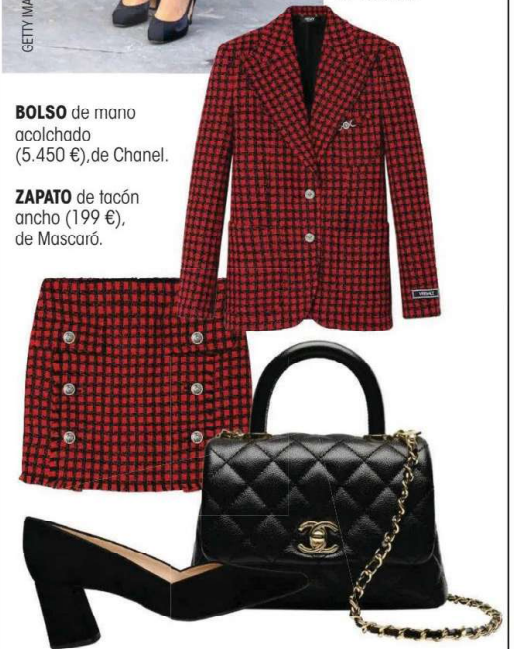 GETTY IMA
BOLSO de mano
acolchado
(5.450 €),de Chanel.
ZAPATO de tacón
ancho (199 €),
de Mascaró.